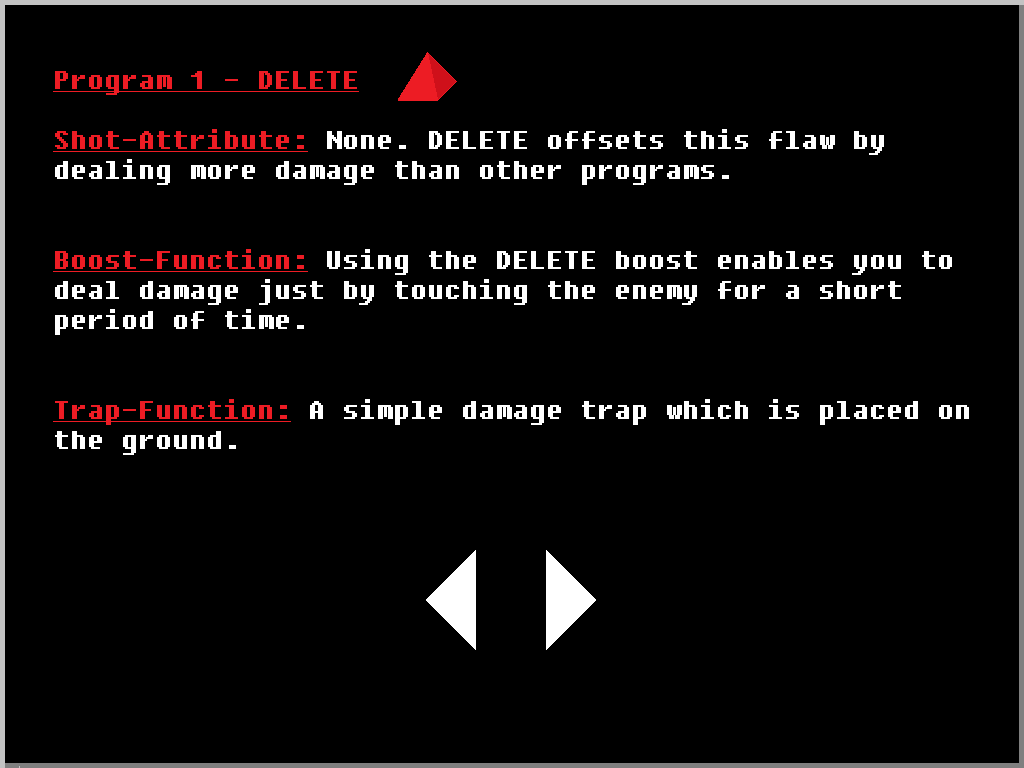 Program 1 - DELETE
Shot-Attribute: None. DELETE offsets this flaw by
dealing more damage than other programs.
Boost-Function: Using the DELETE boost enables you to
deal damage just by touching the enemy for a short
period of time.
Trap-Function: A simple damage trap which is placed on
the ground.